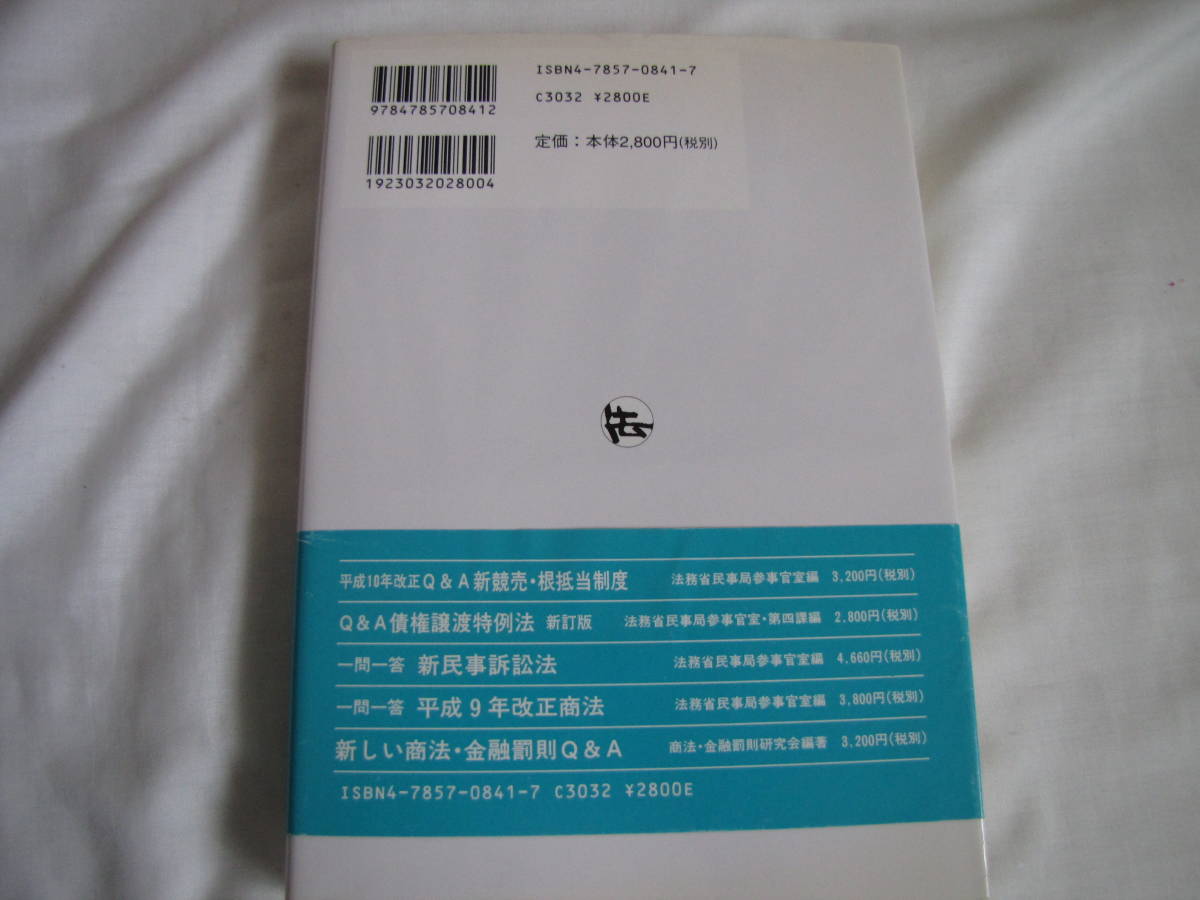 ISBN4-7857-0841-7
9784785708412
C3032 ¥2800E
定価：本体2,800円(税別)
1923032028004
法
平成10年改正Q&A新競売・根抵当制度 法務省民事局参事官室編 3,200円(税別)
Q&A債権譲渡特例法 新訂版 法務省民事局参事官室・第四課編 2,800円(税別)
一問一答 新民事訴訟法 法務省民事局参事官室編 4,660円(税別)
一問一答 平成9年改正商法 法務省民事局参事官室編 3,800円(税別)
新しい商法・金融罰則Q&A 商法・金融罰則研究会編著 3,200円(税別)
ISBN4-7857-0841-7 C3032 ¥2800E